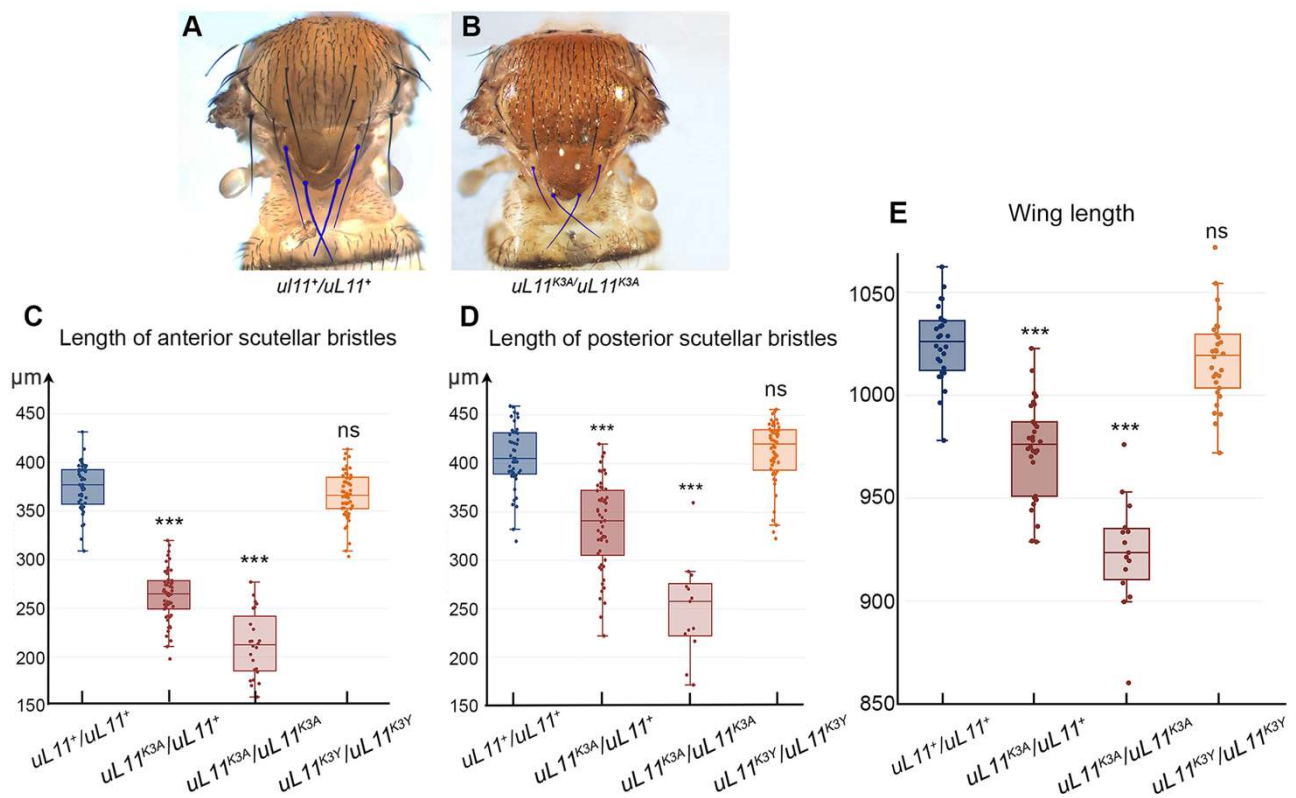 A
B
ul11⁺/uL11⁺
uL11ᴷ³ᴬ/uL11ᴷ³ᴬ
C
Length of anterior scutellar bristles
µm
450
400
350
300
250
200
150
***
***
ns
uL11⁺/uL11⁺
uL11ᴷ³ᴬ/uL11⁺
uL11ᴷ³ᴬ/uL11ᴷ³ᴬ
uL11ᴷ³ʸ/uL11ᴷ³ʸ
D
Length of posterior scutellar bristles
µm
450
400
350
300
250
200
150
***
***
ns
uL11⁺/uL11⁺
uL11ᴷ³ᴬ/uL11⁺
uL11ᴷ³ᴬ/uL11ᴷ³ᴬ
uL11ᴷ³ʸ/uL11ᴷ³ʸ
E
Wing length
1050
1000
950
900
850
***
***
ns
uL11⁺/uL11⁺
uL11ᴷ³ᴬ/uL11⁺
uL11ᴷ³ᴬ/uL11ᴷ³ᴬ
uL11ᴷ³ʸ/uL11ᴷ³ʸ